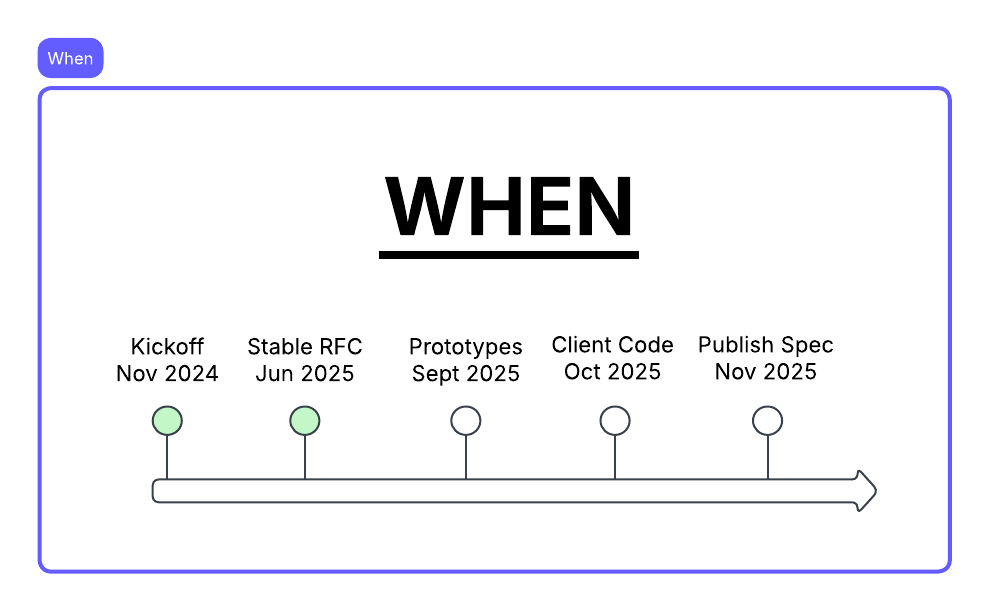 When
WHEN
Kickoff
Nov 2024
Stable RFC
Jun 2025
Prototypes
Sept 2025
Client Code
Oct 2025
Publish Spec
Nov 2025